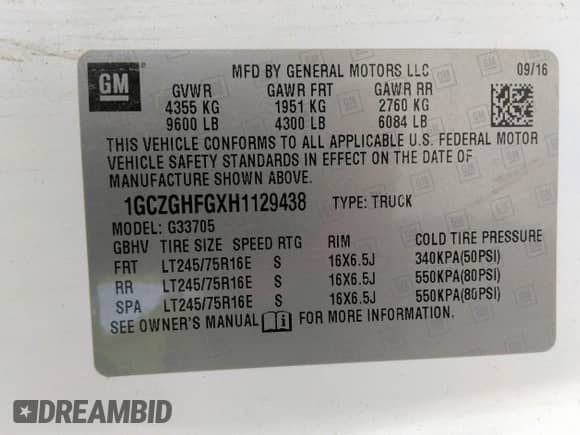 GM
MFD BY GENERAL MOTORS LLC 09/16
GVWR GAWR FRT GAWR RR
4355 KG 1951 KG 2760 KG
9600 LB 4300 LB 6084 LB
THIS VEHICLE CONFORMS TO ALL APPLICABLE U.S. FEDERAL MOTOR
VEHICLE SAFETY STANDARDS IN EFFECT ON THE DATE OF
MANUFACTURE SHOWN ABOVE.
1GCZGHFGXH1129438 TYPE: TRUCK
MODEL: G33705
GBHV TIRE SIZE SPEED RTG RIM COLD TIRE PRESSURE
FRT LT245/75R16E S 16X6.5J 340KPA(50PSI)
RR LT245/75R16E S 16X6.5J 550KPA(80PSI)
SPA LT245/75R16E S 16X6.5J 550KPA(80PSI)
SEE OWNER'S MANUAL FOR MORE INFORMATION.
DREAMBID